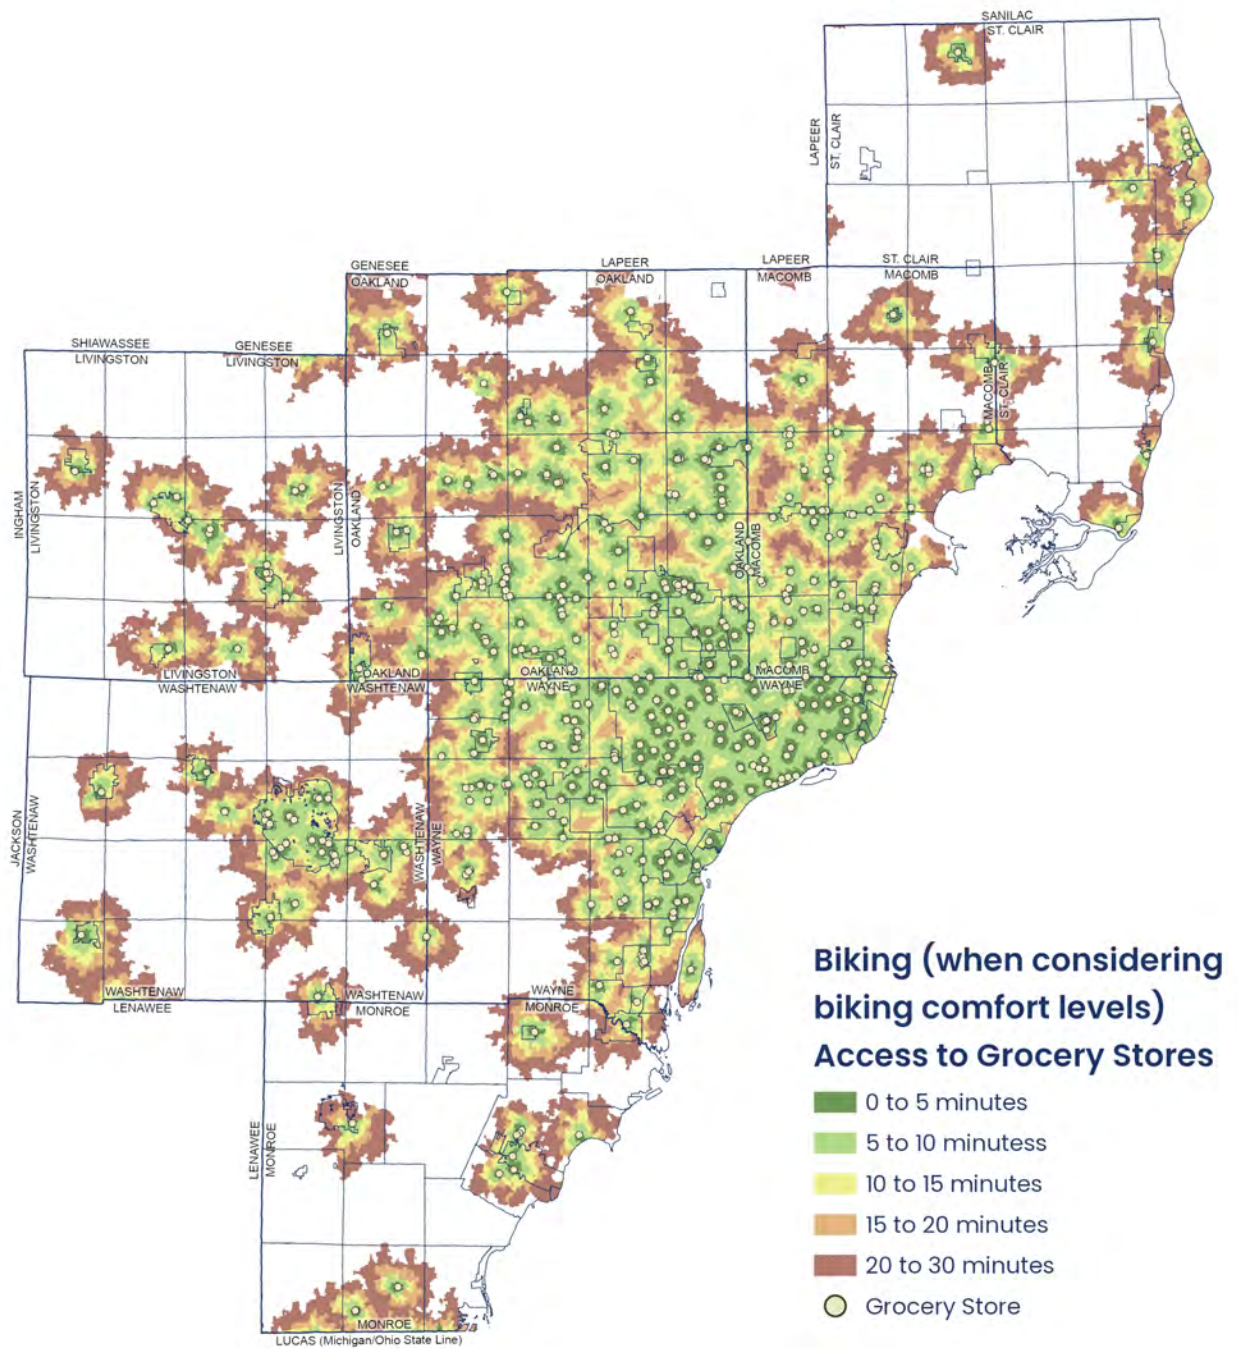 SANILAC
ST. CLAIR
LAPEER
ST. CLAIR
GENESEE
OAKLAND
LAPEER
OAKLAND
LAPEER
MACOMB
ST. CLAIR
MACOMB
SHIAWASSEE
LIVINGSTON
GENESEE
LIVINGSTON
MACOMB
ST. CLAIR
INGHAM
LIVINGSTON
LIVINGSTON
OAKLAND
OAKLAND
MACOMB
LIVINGSTON
WASHTENAW
OAKLAND
WASHTENAW
OAKLAND
WAYNE
MACOMB
WAYNE
JACKSON
WASHTENAW
WASHTENAW
WAYNE
WASHTENAW
LENAWEE
WASHTENAW
MONROE
WAYNE
MONROE
LENAWEE
MONROE
MONROE
LUCAS (Michigan/Ohio State Line)
Biking (when considering
biking comfort levels)
Access to Grocery Stores
0 to 5 minutes
5 to 10 minutess
10 to 15 minutes
15 to 20 minutes
20 to 30 minutes
Grocery Store